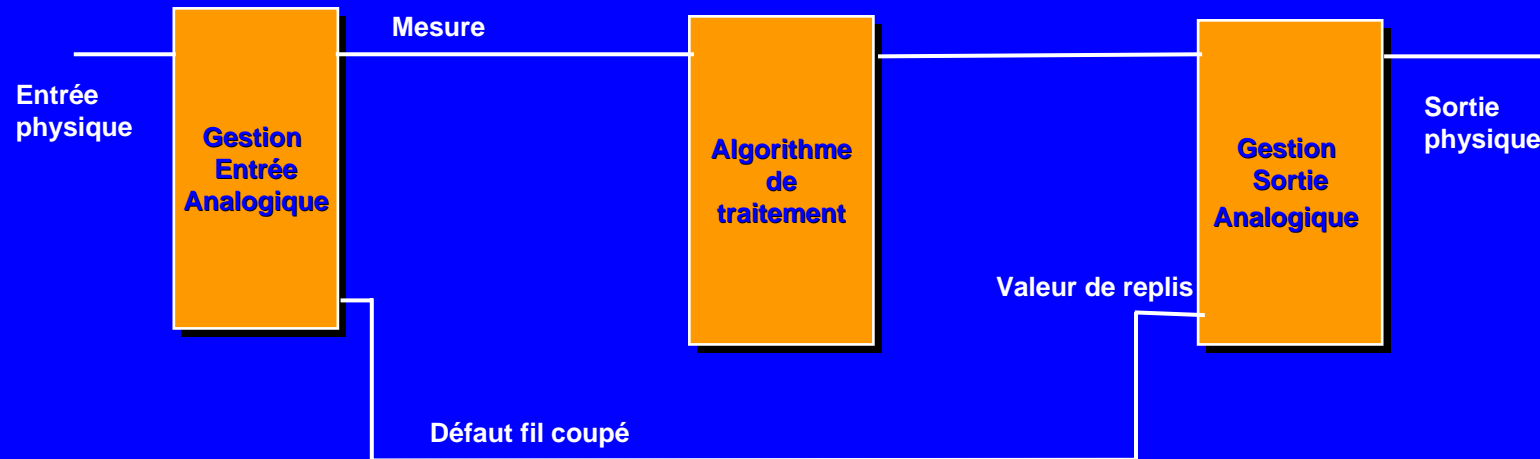 Entrée
physique
Gestion
Entrée
Analogique
Mesure
Algorithme
de
traitement
Valeur de replis
Gestion
Sortie
Analogique
Sortie
physique
Défaut fil coupé